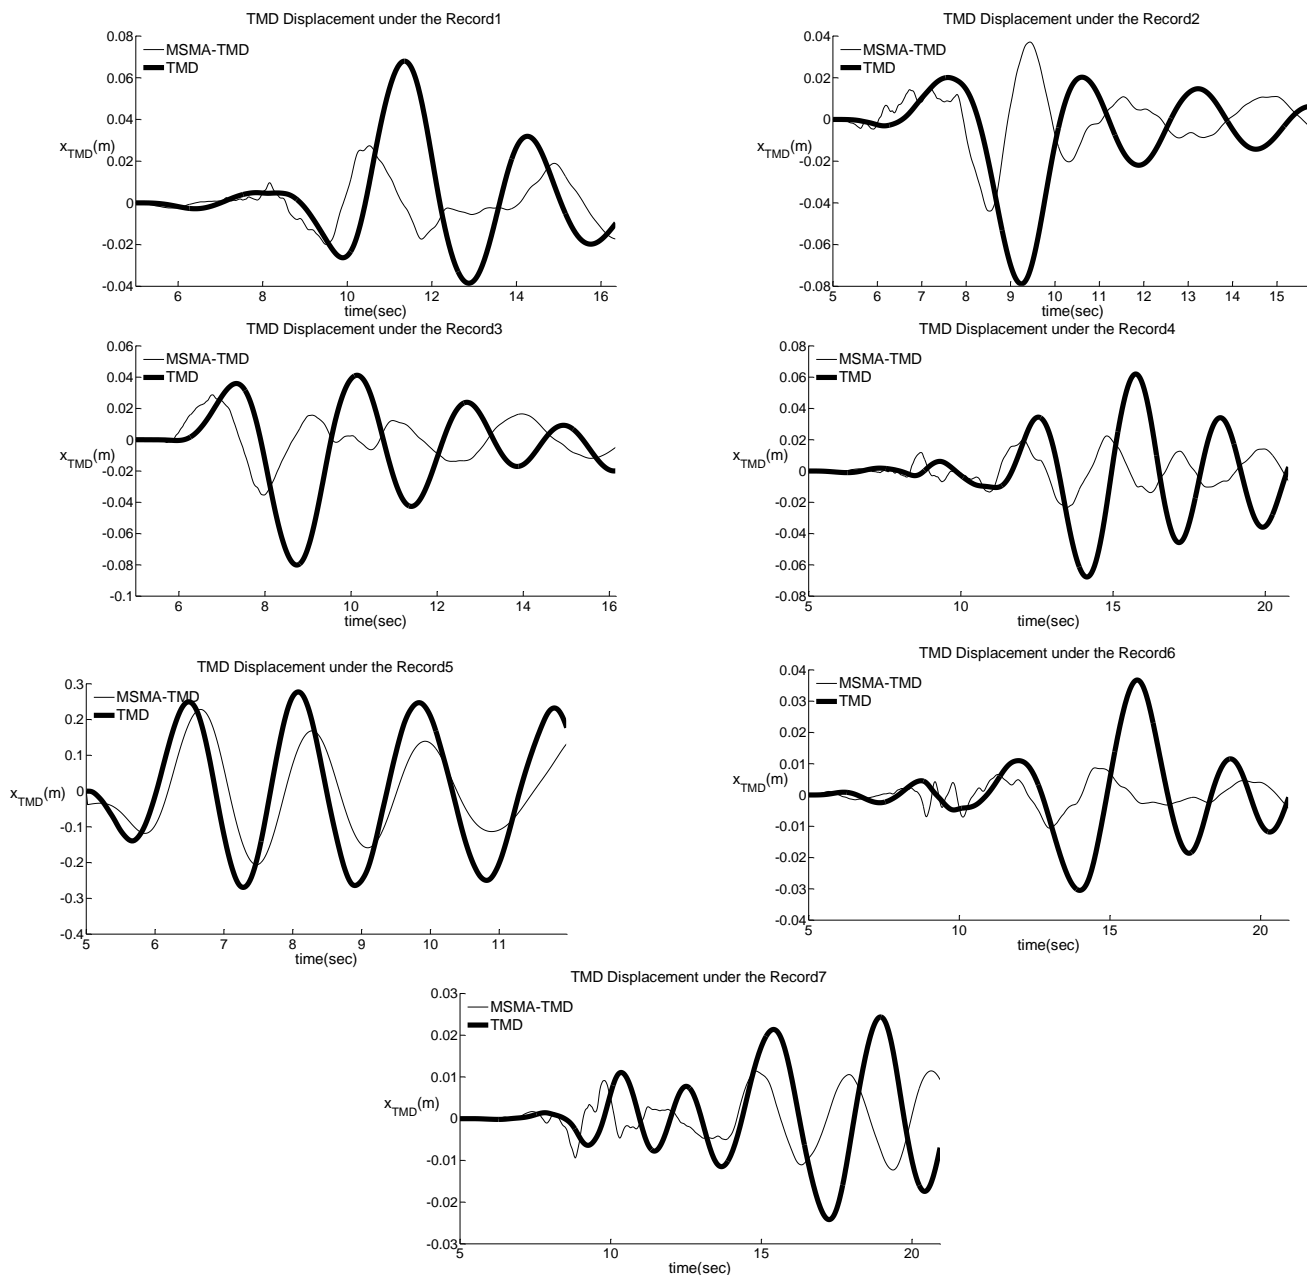 TMD Displacement under the Record1
0.08
0.06
0.04
0.02
0
-0.02
-0.04
x_TMD(m)
MSMA-TMD
TMD
6 8 10 12 14 16
time(sec)
TMD Displacement under the Record2
0.04
0.02
0
-0.02
-0.04
-0.06
-0.08
x_TMD(m)
MSMA-TMD
TMD
5 6 7 8 9 10 11 12 13 14 15
time(sec)
TMD Displacement under the Record3
0.06
0.04
0.02
0
-0.02
-0.04
-0.06
-0.08
-0.1
x_TMD(m)
MSMA-TMD
TMD
6 8 10 12 14 16
time(sec)
TMD Displacement under the Record4
0.08
0.06
0.04
0.02
0
-0.02
-0.04
-0.06
-0.08
x_TMD(m)
MSMA-TMD
TMD
5 10 15 20
time(sec)
TMD Displacement under the Record5
0.3
0.2
0.1
0
-0.1
-0.2
-0.3
-0.4
x_TMD(m)
MSMA-TMD
TMD
5 6 7 8 9 10 11
time(sec)
TMD Displacement under the Record6
0.04
0.03
0.02
0.01
0
-0.01
-0.02
-0.03
-0.04
x_TMD(m)
MSMA-TMD
TMD
5 10 15 20
time(sec)
TMD Displacement under the Record7
0.03
0.02
0.01
0
-0.01
-0.02
-0.03
x_TMD(m)
MSMA-TMD
TMD
5 10 15 20
time(sec)